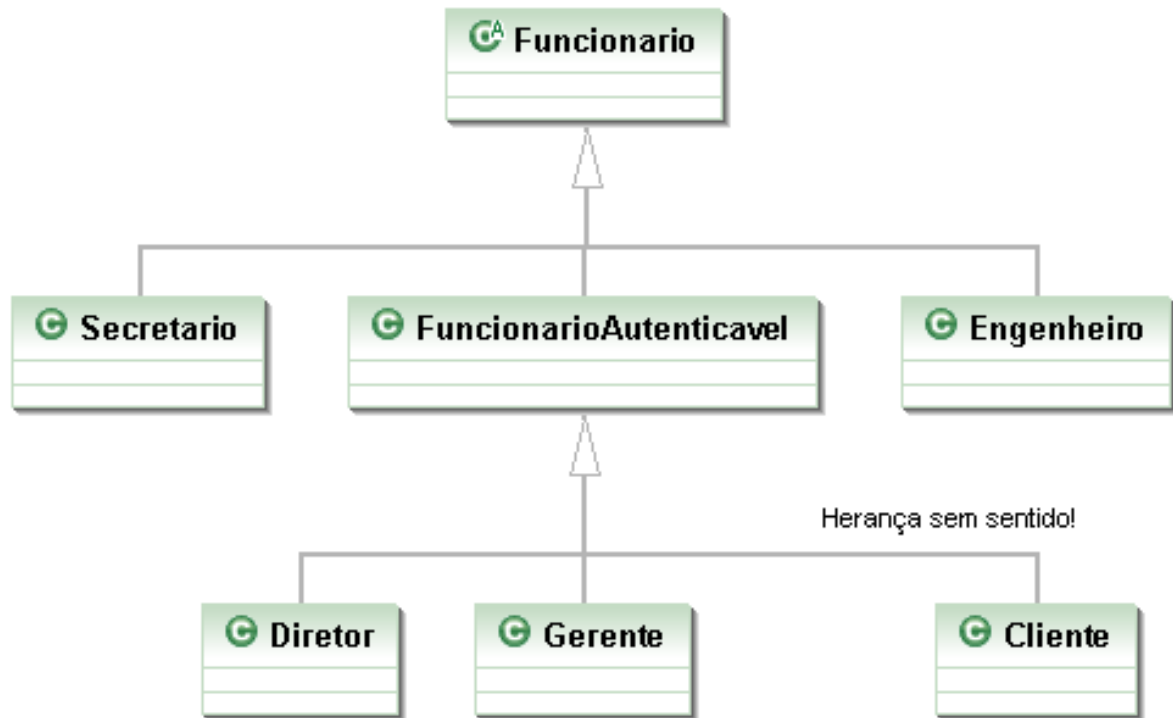 Funcionario
Secretario
FuncionarioAutenticavel
Engenheiro
Herança sem sentido!
Diretor
Gerente
Cliente